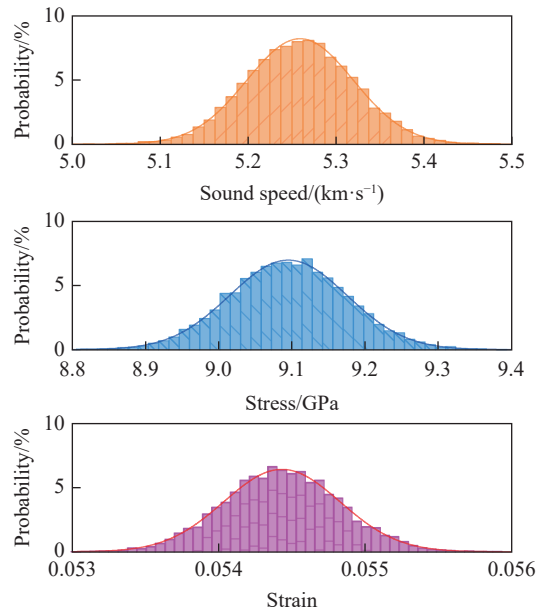 10
5
0
Probability/%
5.0 5.1 5.2 5.3 5.4 5.5
Sound speed/(km·s⁻¹)
10
5
0
Probability/%
8.8 8.9 9.0 9.1 9.2 9.3 9.4
Stress/GPa
10
5
0
Probability/%
0.053 0.054 0.055 0.056
Strain